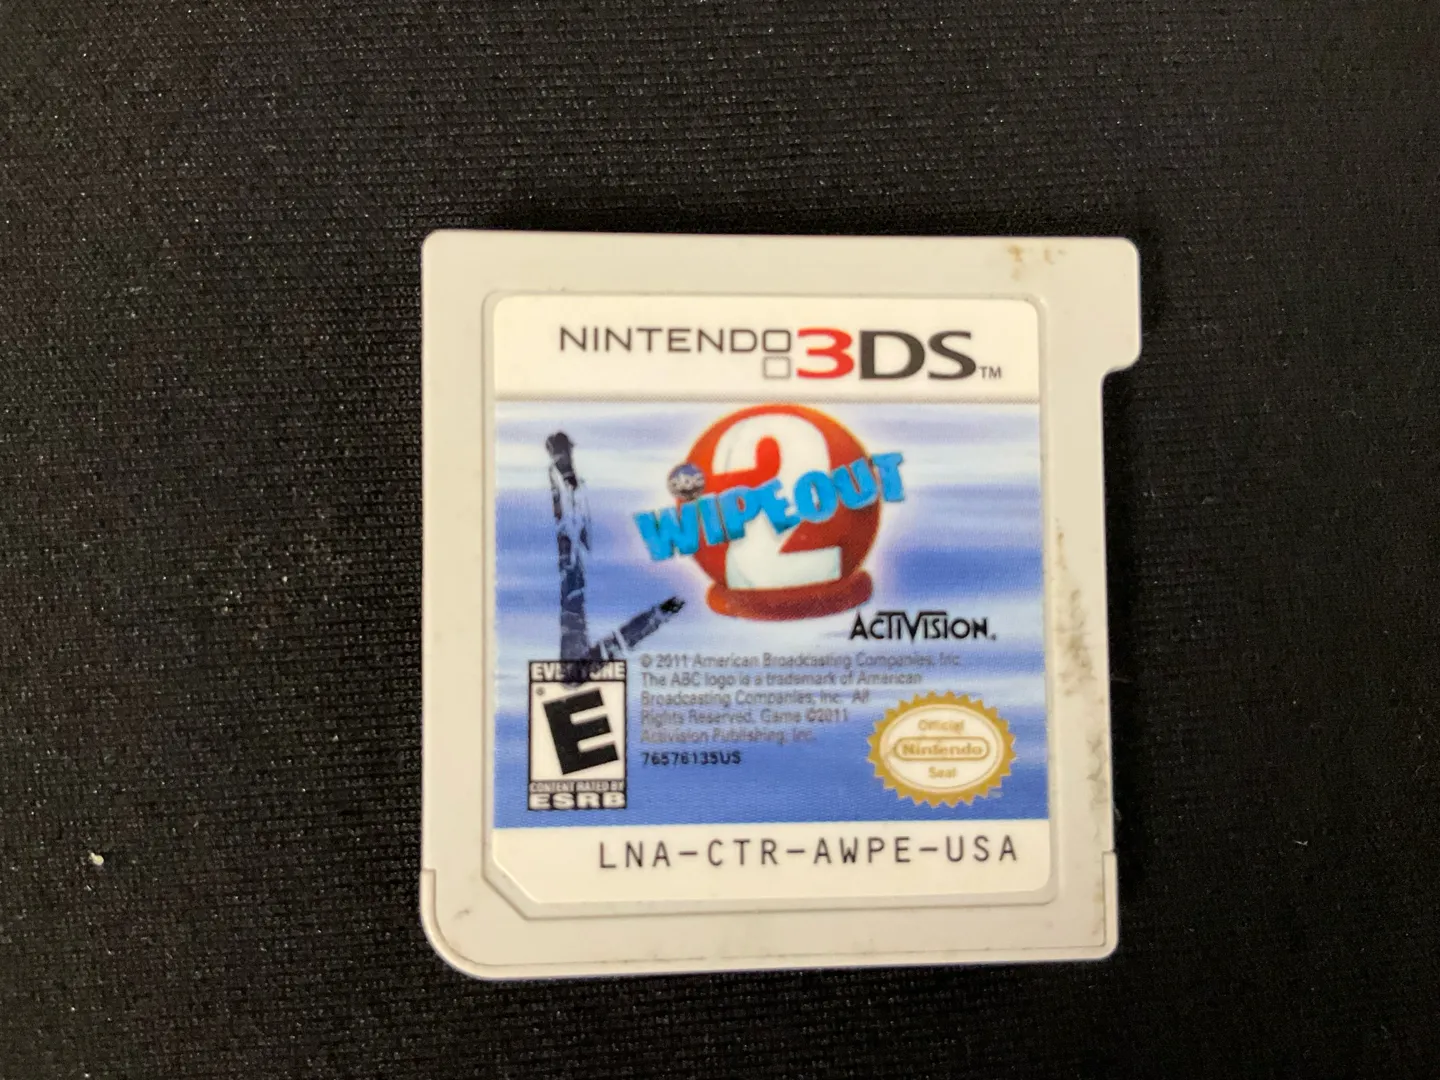 NINTENDO 3DS™
2
abc
WIPEOUT
ACTIVISION®
EVERYONE
E
®
CONTENT RATED BY
ESRB
© 2011 American Broadcasting Companies, Inc.
The ABC logo is a trademark of American
Broadcasting Companies, Inc. All
Rights Reserved. Game ©2011
Activision Publishing, Inc.
76576135US
Official
Nintendo
Seal
LNA-CTR-AWPE-USA